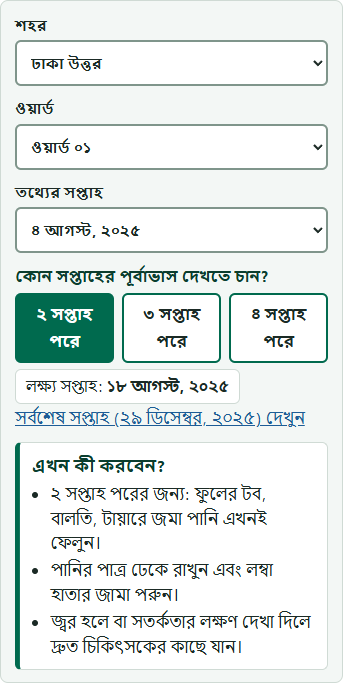 শহর
ঢাকা উত্তর
ওয়ার্ড
ওয়ার্ড ০১
তথ্যের সপ্তাহ
৪ আগস্ট, ২০২৫
কোন সপ্তাহের পূর্বাভাস দেখতে চান?
২ সপ্তাহ
পরে
৩ সপ্তাহ
পরে
৪ সপ্তাহ
পরে
লক্ষ্য সপ্তাহ: ১৮ আগস্ট, ২০২৫
সর্বশেষ সপ্তাহ (২৯ ডিসেম্বর, ২০২৫) দেখুন
এখন কী করবেন?
• ২ সপ্তাহ পরের জন্য: ফুলের টব,
বালতি, টায়ারে জমা পানি এখনই
ফেলুন।
• পানির পাত্র ঢেকে রাখুন এবং লম্বা
হাতার জামা পরুন।
• জ্বর হলে বা সতর্কতার লক্ষণ দেখা দিলে
দ্রুত চিকিৎসকের কাছে যান।